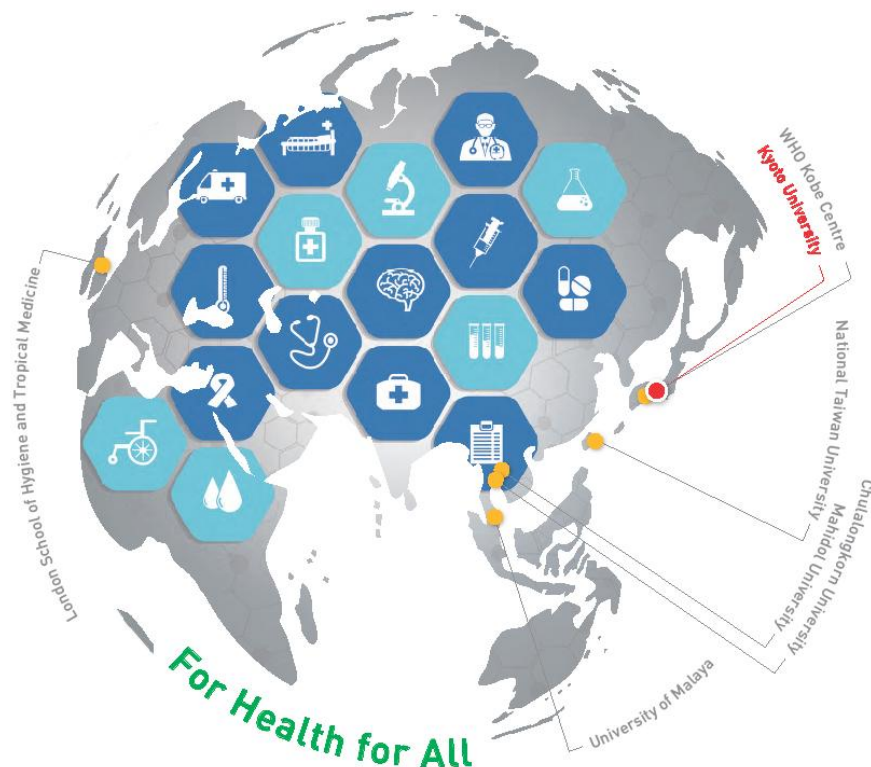 WHO Kobe Centre
Kyoto University
London School of Hygiene and Tropical Medicine
National Taiwan University
Chulalongkorn University
Mahidol University
University of Malaya
For Health for All